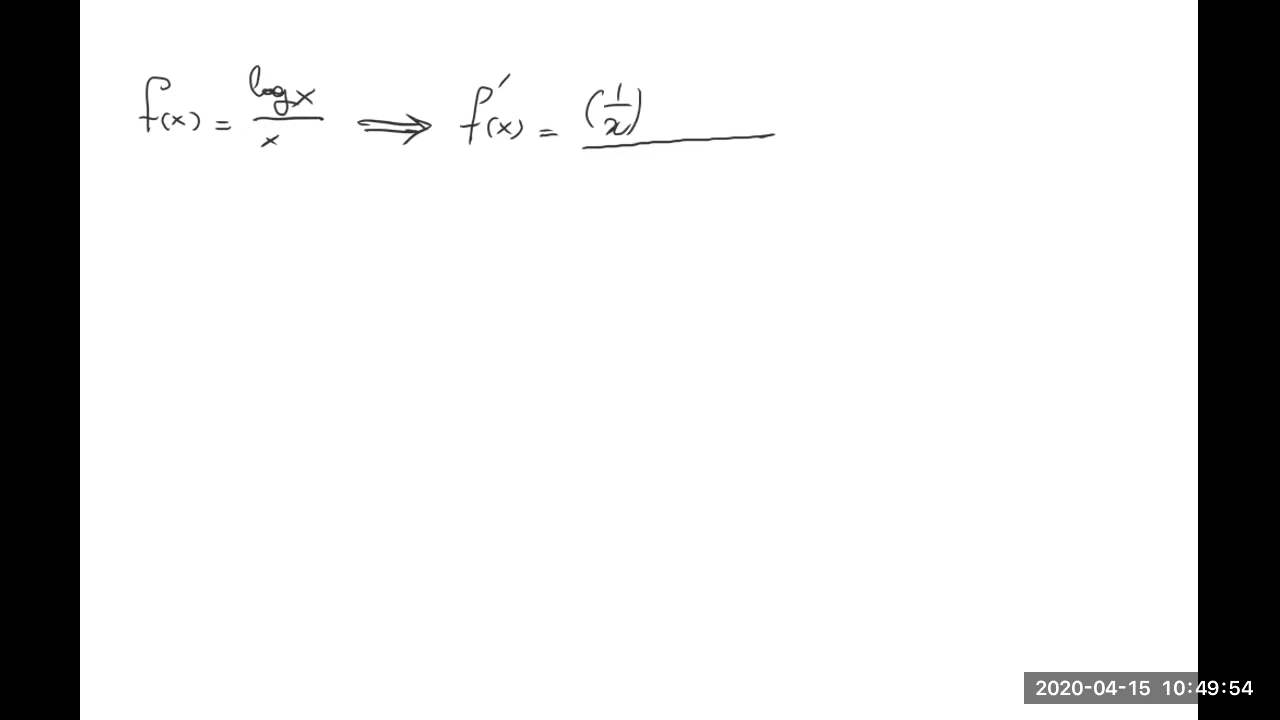 f(x) = log x / x ⟹ f'(x) = (1/x)
2020-04-15 10:49:54